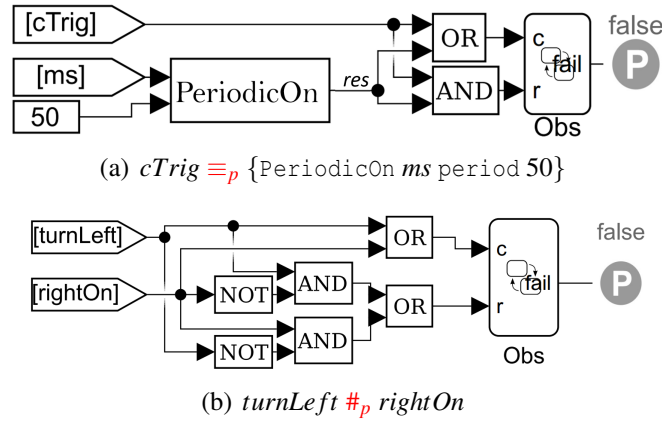 [cTrig]
[ms]
50
PeriodicOn
res
OR
AND
c
fail
r
Obs
false
P
(a) cTrig ≡p {PeriodicOn ms period 50}
[turnLeft]
[rightOn]
NOT
AND
NOT
AND
OR
OR
c
fail
r
Obs
false
P
(b) turnLeft #p rightOn